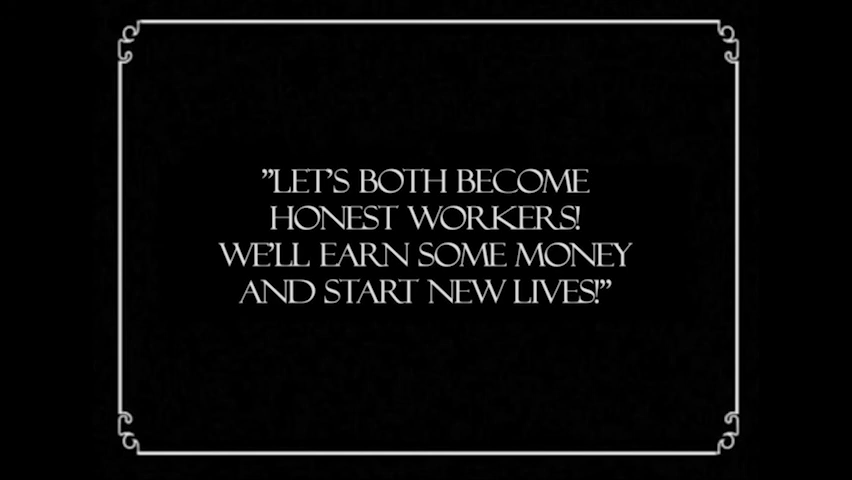 ”LET’S BOTH BECOME
HONEST WORKERS!
WE’LL EARN SOME MONEY
AND START NEW LIVES!”